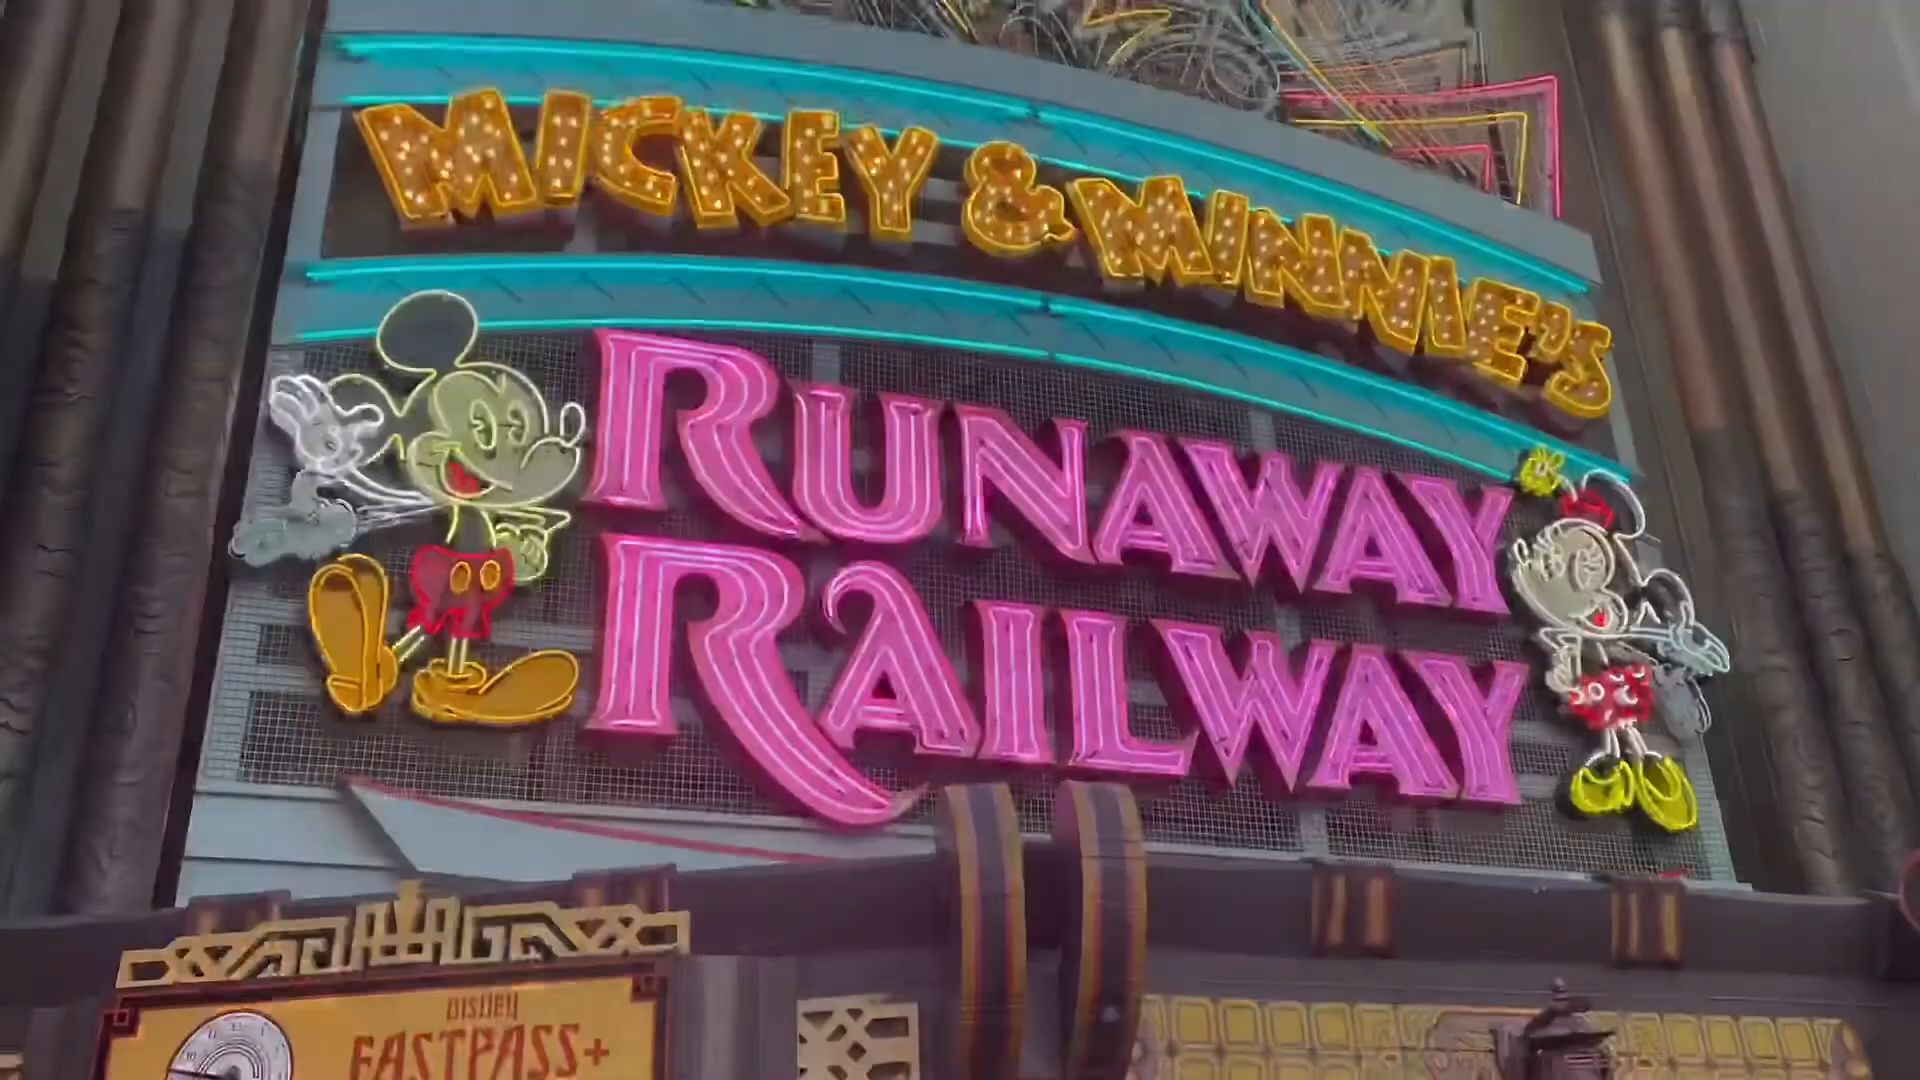 MICKEY & MINNIE'S
RUNAWAY
RAILWAY
DISNEY
FASTPASS+